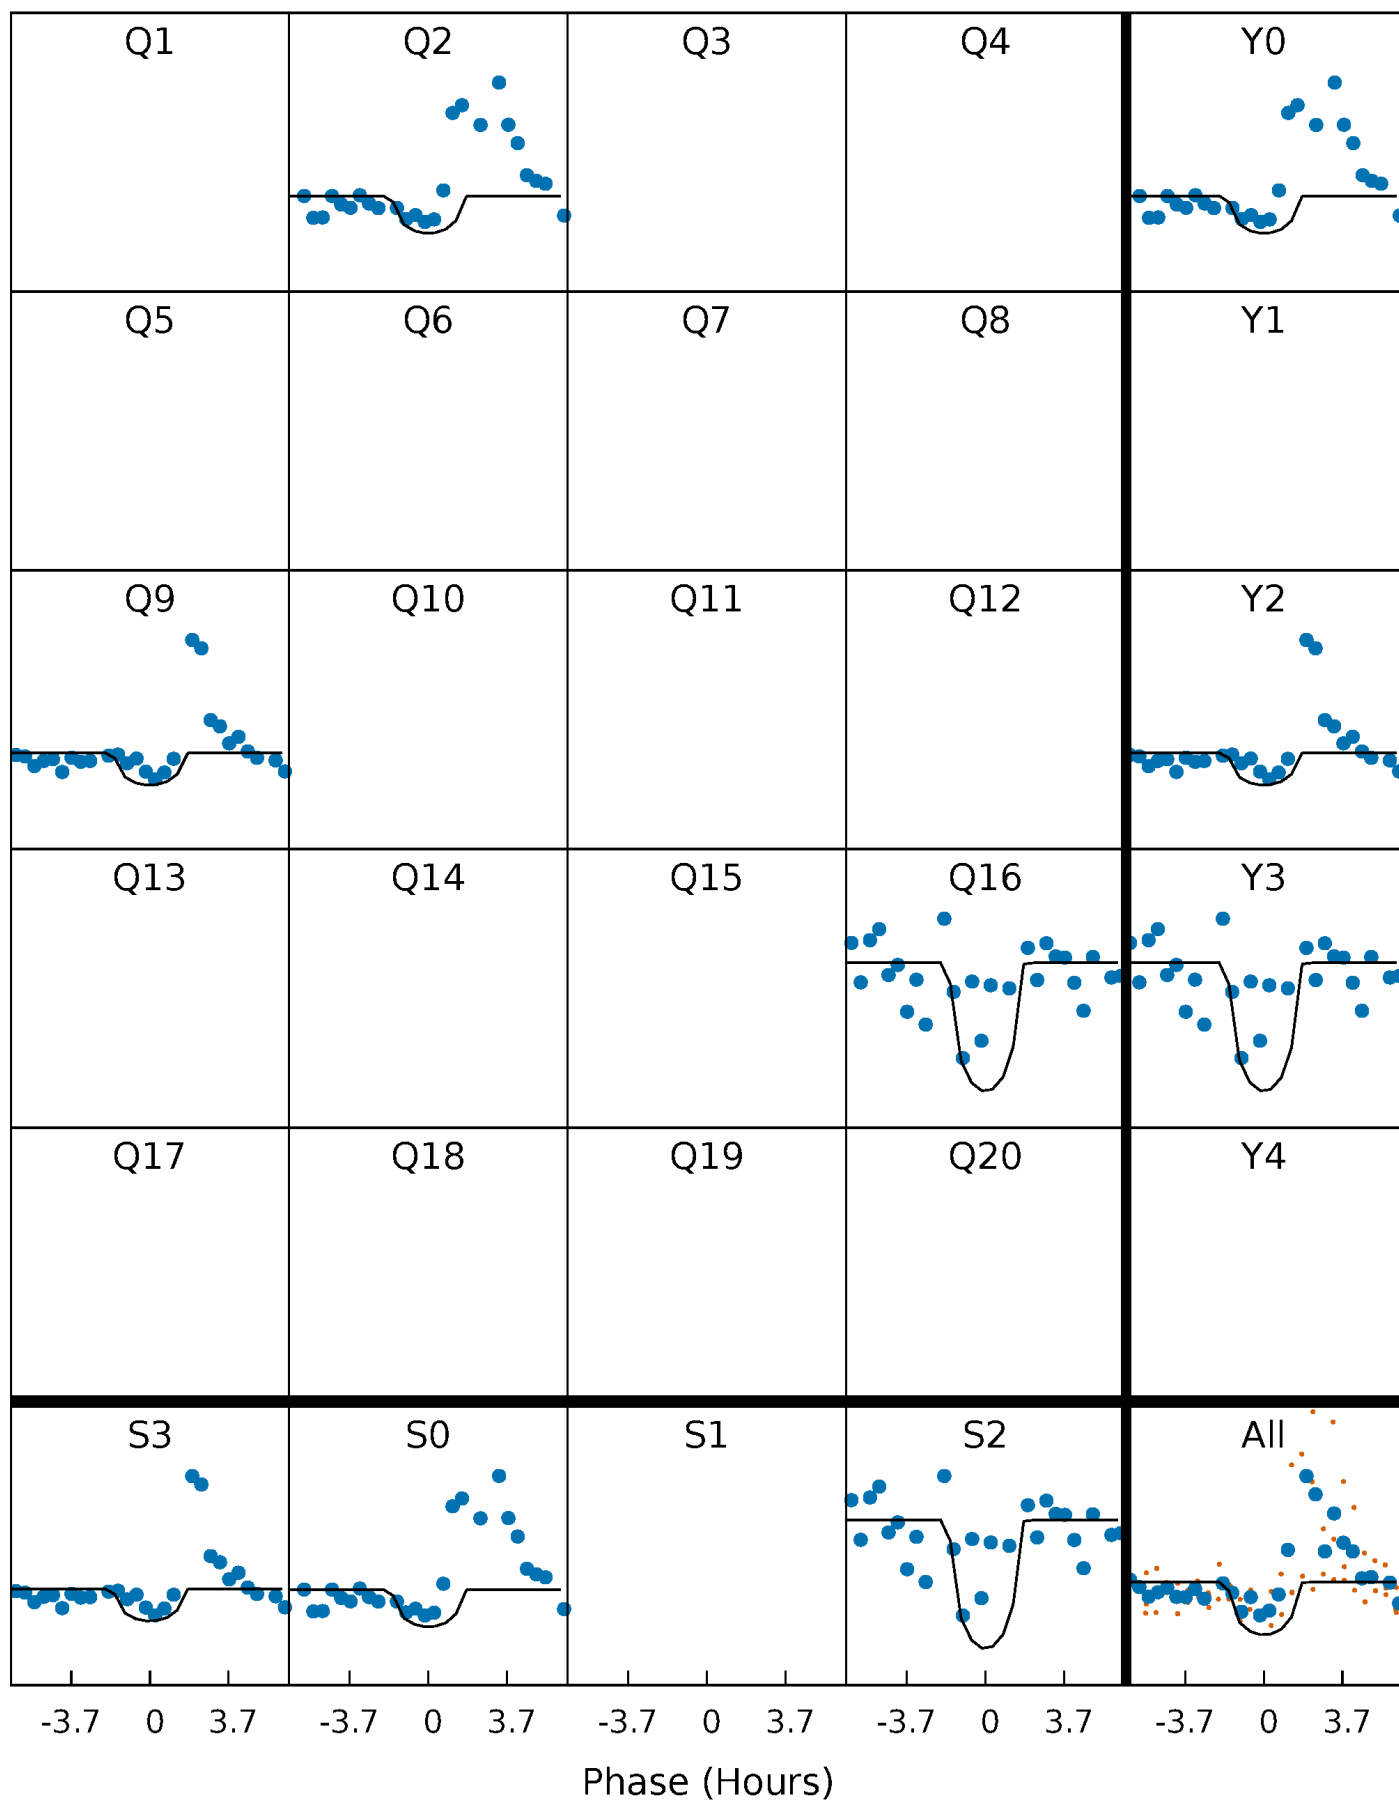 Q1 Q2 Q3 Q4 Y0
Q5 Q6 Q7 Q8 Y1
Q9 Q10 Q11 Q12 Y2
Q13 Q14 Q15 Q16 Y3
Q17 Q18 Q19 Q20 Y4
S3 S0 S1 S2 All
-3.7 0 3.7 -3.7 0 3.7 -3.7 0 3.7 -3.7 0 3.7 -3.7 0 3.7
Phase (Hours)